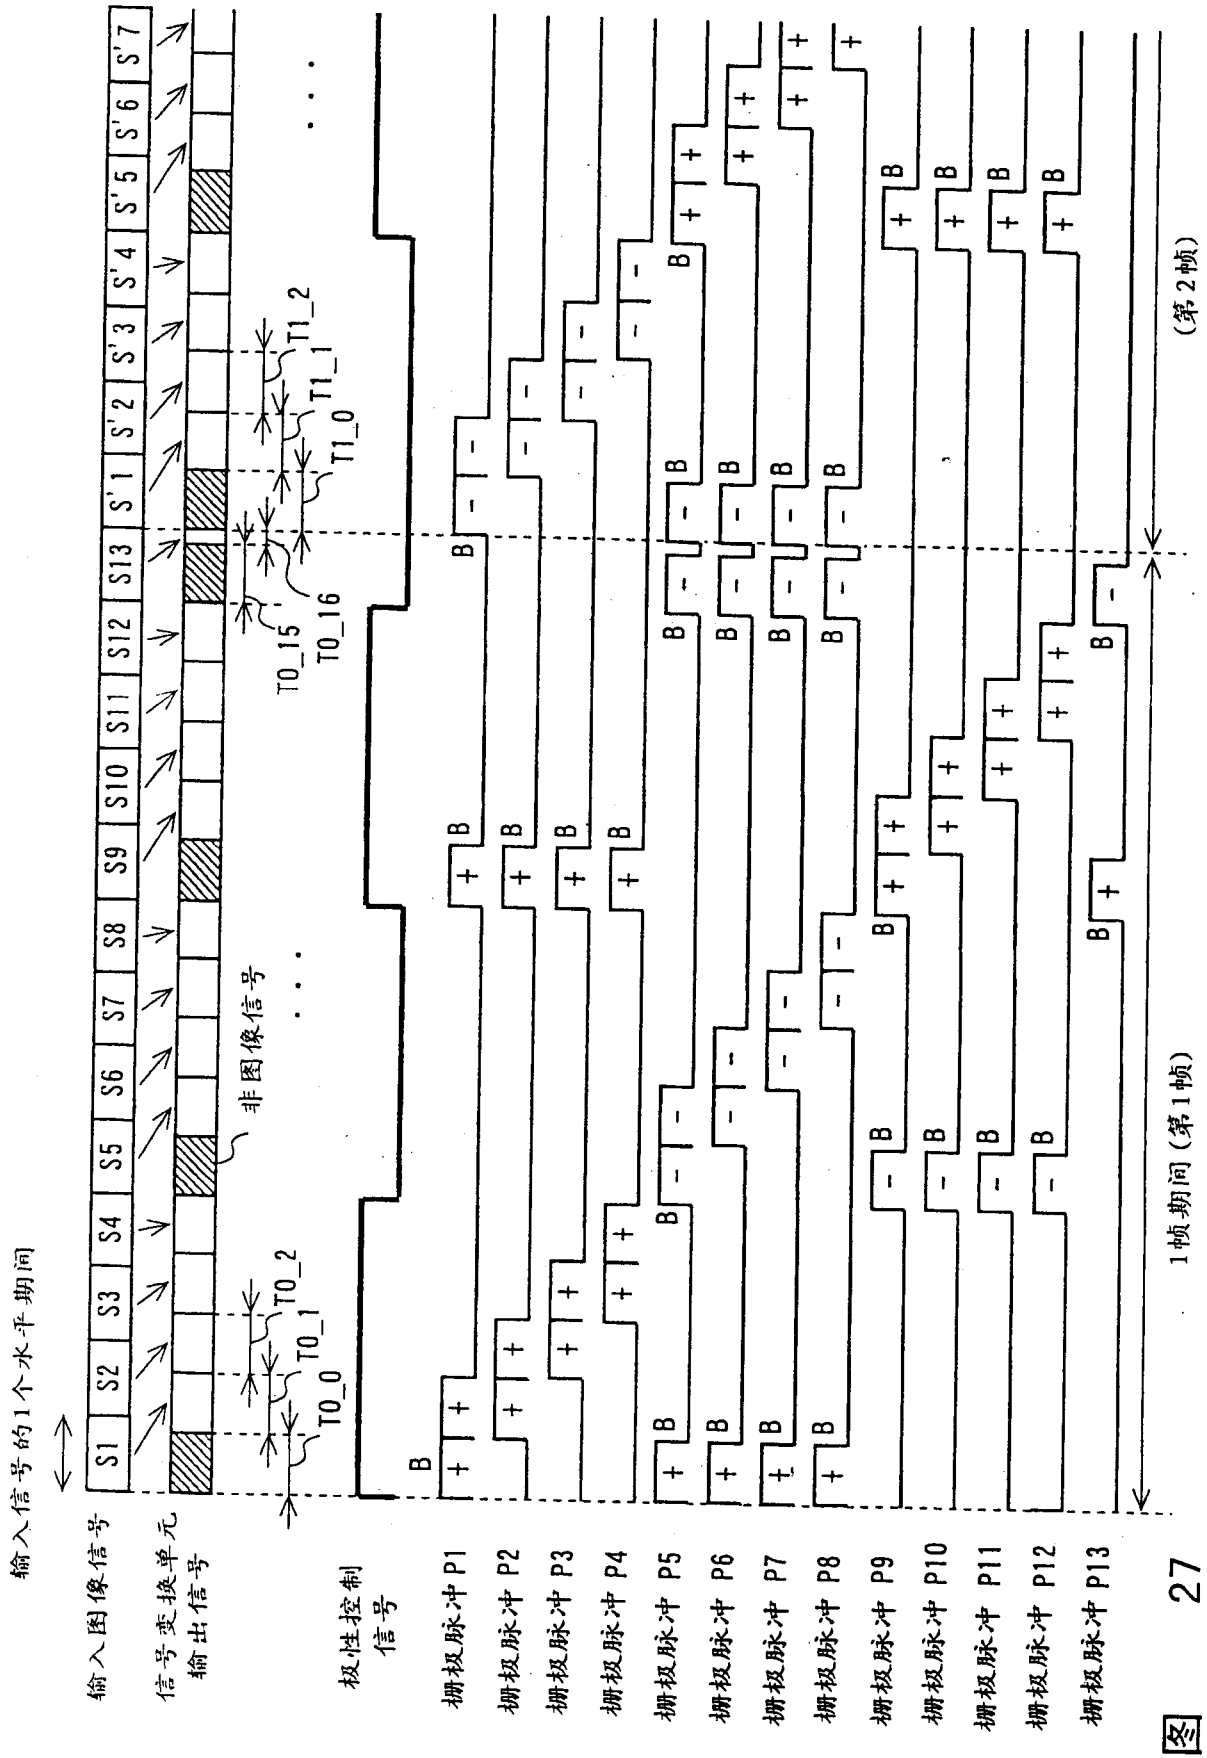 输入信号的1个水平期间
输入图像信号 S1 S2 S3 S4 S5 S6 S7 S8 S9 S10 S11 S12 S13 S'1 S'2 S'3 S'4 S'5 S'6 S'7
信号变换单元
输出信号
非图像信号
T0_0 T0_1 T0_2 T0_15 T0_16 T1_0 T1_1 T1_2
... ...
极性控制
信号
栅极脉冲 P1 B + + + B B - -
栅极脉冲 P2 + + + B - -
栅极脉冲 P3 + + + B - -
栅极脉冲 P4 + + + B - -
栅极脉冲 P5 + B B - - B - - B B + +
栅极脉冲 P6 + B - - B - - B + +
栅极脉冲 P7 + B - - B - - B + +
栅极脉冲 P8 + B - - B - - B +
栅极脉冲 P9 - B B + + + B
栅极脉冲 P10 - B + + + B
栅极脉冲 P11 - B + + + B
栅极脉冲 P12 - B + + + B
栅极脉冲 P13 B + B -
1帧期间(第1帧) (第2帧)
图 27